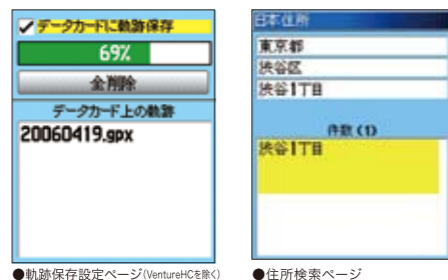 データカードに軌跡保存
69%
全削除
データカード上の軌跡
20060419.gpx
●軌跡保存設定ページ(VentureHCを除く)
日本住所
東京都
渋谷区
渋谷1丁目
件数 (1)
渋谷1丁目
●住所検索ページ